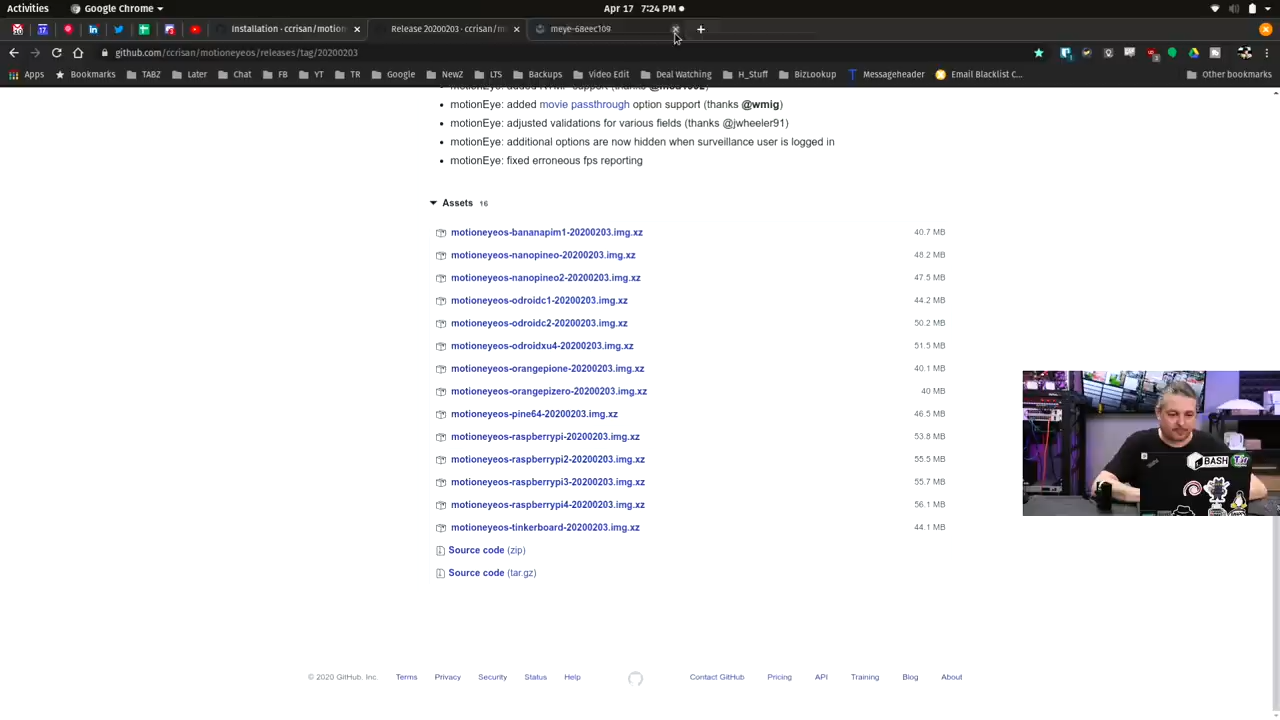 Activities
Google Chrome
Apr 17 7:24 PM
Installation · ccrisan/motion
Release 20200203 · ccrisan/m
meye-68eec109
github.com/ccrisan/motioneyeos/releases/tag/20200203
Apps
Bookmarks
TABZ
Later
Chat
FB
YT
TR
Google
NewZ
LTS
Backups
Video Edit
Deal Watching
H_Stuff
BizLookup
Messageheader
Email Blacklist C...
Other bookmarks
motionEye: added movie passthrough option support (thanks @wmig)
motionEye: adjusted validations for various fields (thanks @jwheeler91)
motionEye: additional options are now hidden when surveillance user is logged in
motionEye: fixed erroneous fps reporting
Assets 16
motioneyeos-bananapim1-20200203.img.xz 40.7 MB
motioneyeos-nanopineo-20200203.img.xz 48.2 MB
motioneyeos-nanopineo2-20200203.img.xz 47.5 MB
motioneyeos-odroidc1-20200203.img.xz 44.2 MB
motioneyeos-odroidc2-20200203.img.xz 50.2 MB
motioneyeos-odroidxu4-20200203.img.xz 51.5 MB
motioneyeos-orangepione-20200203.img.xz 40.1 MB
motioneyeos-orangepizero-20200203.img.xz 40 MB
motioneyeos-pine64-20200203.img.xz 46.5 MB
motioneyeos-raspberrypi-20200203.img.xz 53.8 MB
motioneyeos-raspberrypi2-20200203.img.xz 55.5 MB
motioneyeos-raspberrypi3-20200203.img.xz 55.7 MB
motioneyeos-raspberrypi4-20200203.img.xz 56.1 MB
motioneyeos-tinkerboard-20200203.img.xz 44.1 MB
Source code (zip)
Source code (tar.gz)
BASH
© 2020 GitHub, Inc.
Terms
Privacy
Security
Status
Help
Contact GitHub
Pricing
API
Training
Blog
About